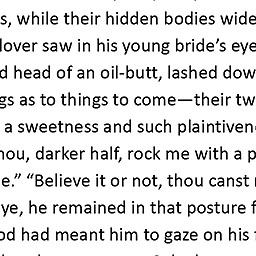 s, while their hidden bodies wide
lover saw in his young bride's eye
d head of an oil-butt, lashed dow
gs as to things to come—their tw
a sweetness and such plaintiven
hou, darker half, rock me with a p
e.” “Believe it or not, thou canst
ye, he remained in that posture f
od had meant him to gaze on his